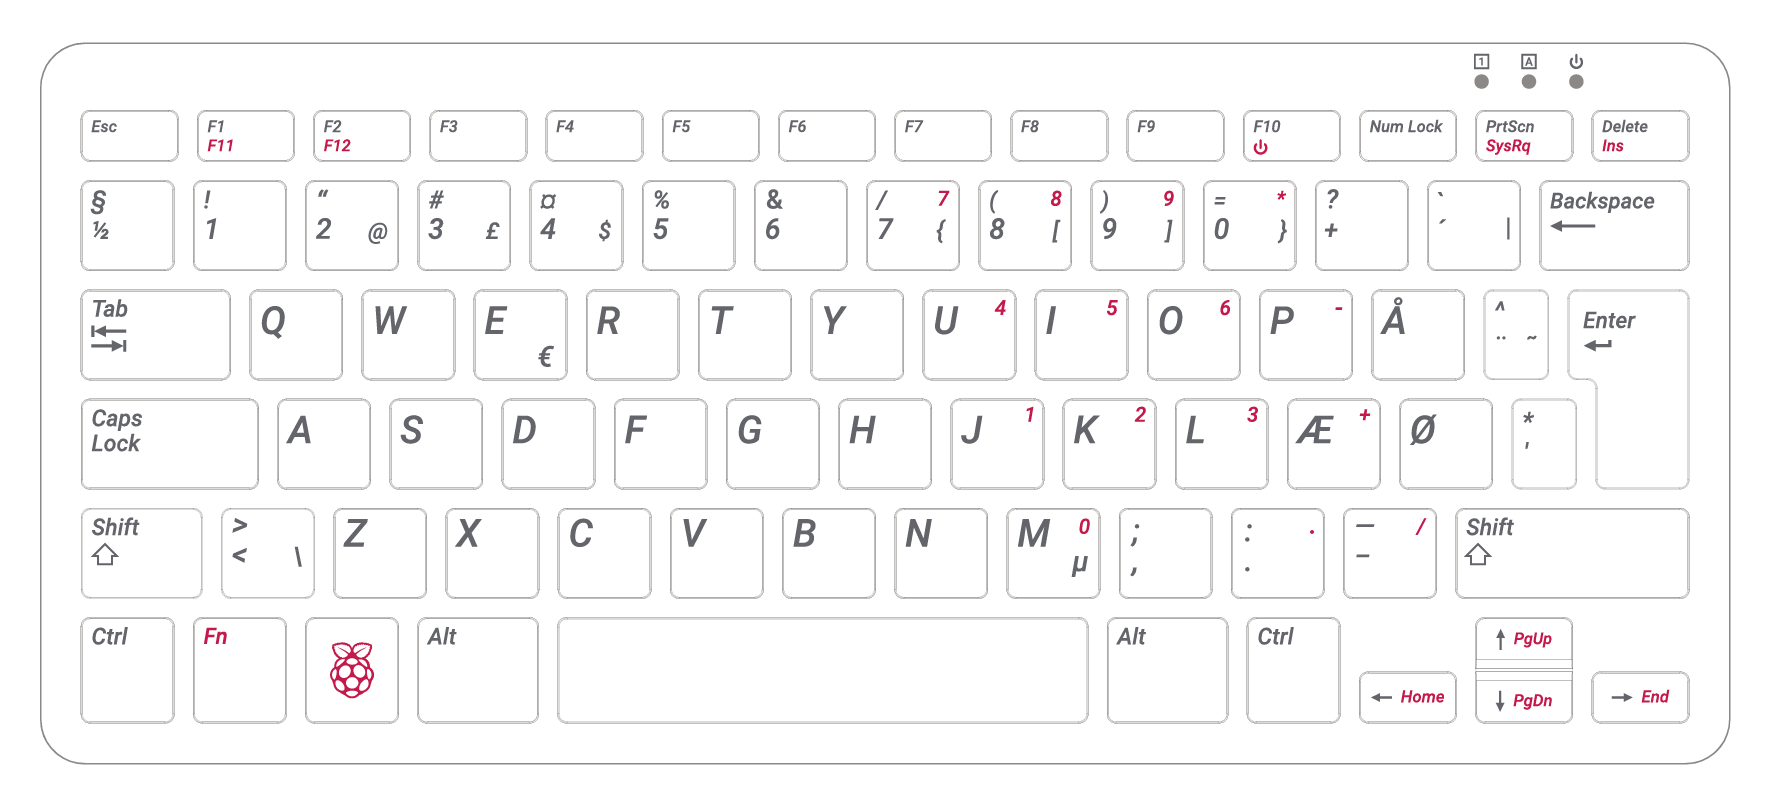 1 A
Esc F1 F2 F3 F4 F5 F6 F7 F8 F9 F10 Num Lock PrtScn Delete
F11 F12 SysRq Ins
§ ! “ # ¤ % & / 7 ( 8 ) 9 = * ? ` Backspace
½ 1 2 @ 3 £ 4 $ 5 6 7 { 8 [ 9 ] 0 } + ´ |
Tab Q W E R T Y U 4 I 5 O 6 P - Å ^ Enter
€ ¨ ~
Caps A S D F G H J 1 K 2 L 3 Æ + Ø *
Lock '
Shift > Z X C V B N M 0 ; : . — / Shift
< \ µ , . –
Ctrl Fn Alt Alt Ctrl ↑ PgUp
← Home ↓ PgDn → End